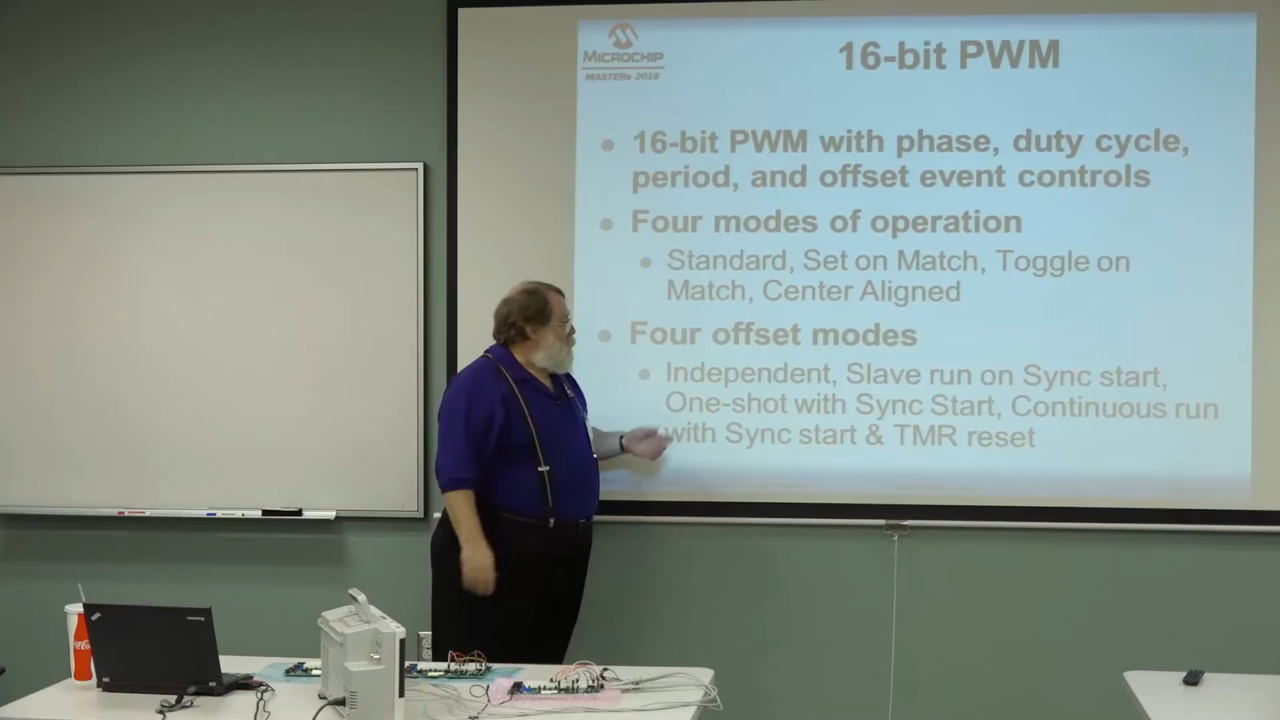 MICROCHIP
MASTERs 2018
16-bit PWM
16-bit PWM with phase, duty cycle,
period, and offset event controls
Four modes of operation
Standard, Set on Match, Toggle on
Match, Center Aligned
Four offset modes
Independent, Slave run on Sync start,
One-shot with Sync Start, Continuous run
with Sync start & TMR reset